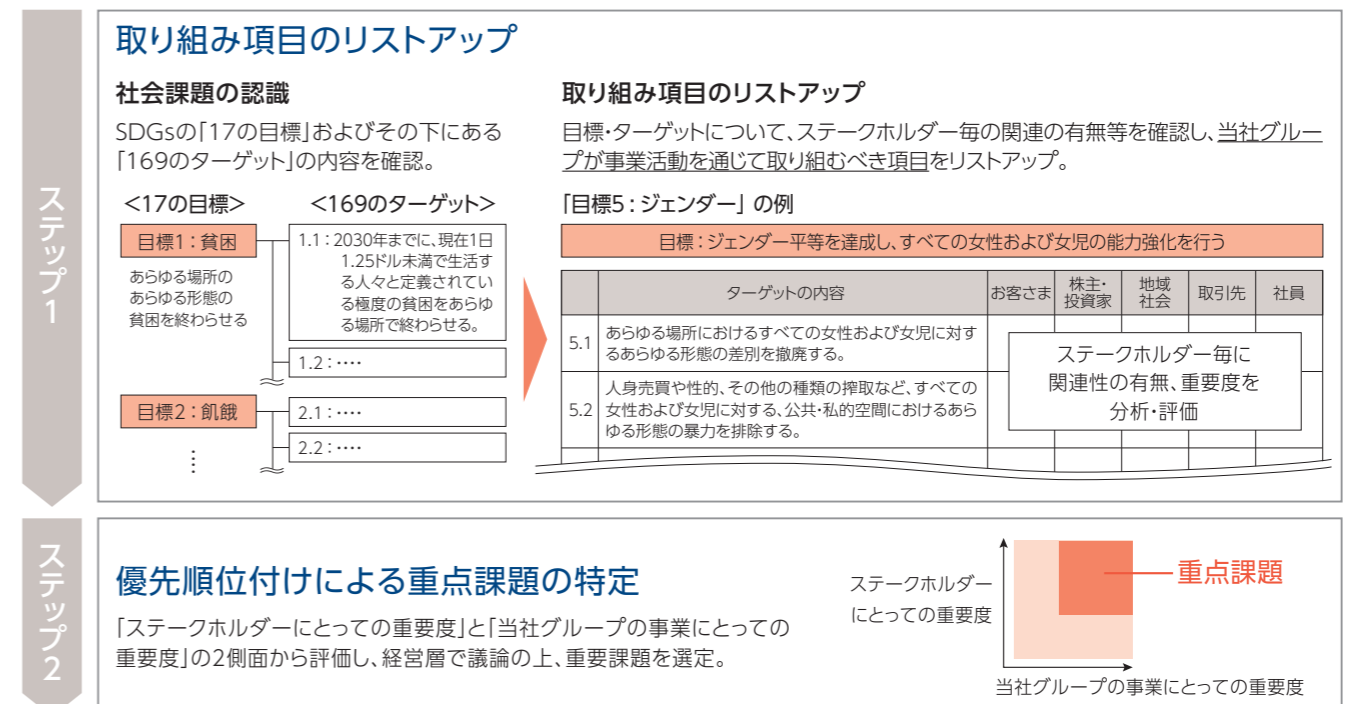 ステップ1
取り組み項目のリストアップ
社会課題の認識
SDGsの「17の目標」およびその下にある
「169のターゲット」の内容を確認。
<17の目標>
<169のターゲット>
目標1：貧困
あらゆる場所の
あらゆる形態の
貧困を終わらせる
1.1：2030年までに、現在1日
1.25ドル未満で生活す
る人々と定義されてい
る極度の貧困をあらゆ
る場所で終わらせる。
1.2：‥‥
目標2：飢餓
2.1：‥‥
2.2：‥‥
⋮
取り組み項目のリストアップ
目標・ターゲットについて、ステークホルダー毎の関連の有無等を確認し、当社グルー
プが事業活動を通じて取り組むべき項目をリストアップ。
「目標5：ジェンダー」の例
目標：ジェンダー平等を達成し、すべての女性および女児の能力強化を行う
ターゲットの内容
お客さま
株主・
投資家
地域
社会
取引先
社員
5.1
あらゆる場所におけるすべての女性および女児に対す
るあらゆる形態の差別を撤廃する。
5.2
人身売買や性的、その他の種類の搾取など、すべての
女性および女児に対する、公共・私的空間におけるあら
ゆる形態の暴力を排除する。
ステークホルダー毎に
関連性の有無、重要度を
分析・評価
ステップ2
優先順位付けによる重点課題の特定
「ステークホルダーにとっての重要度」と「当社グループの事業にとっての
重要度」の2側面から評価し、経営層で議論の上、重要課題を選定。
ステークホルダー
にとっての重要度
重点課題
当社グループの事業にとっての重要度